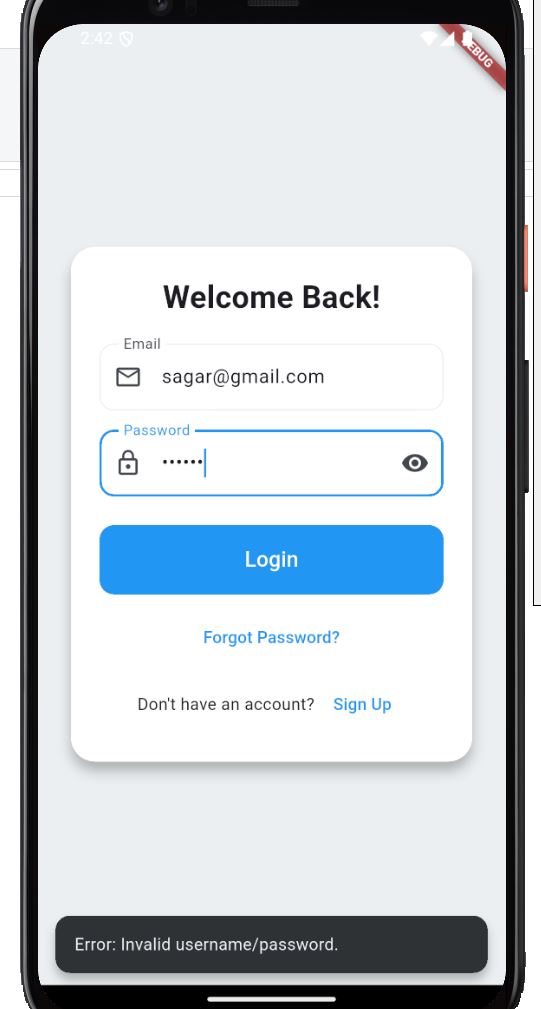 2:42
DEBUG
Welcome Back!
Email
sagar@gmail.com
Password
••••••
Login
Forgot Password?
Don't have an account? Sign Up
Error: Invalid username/password.